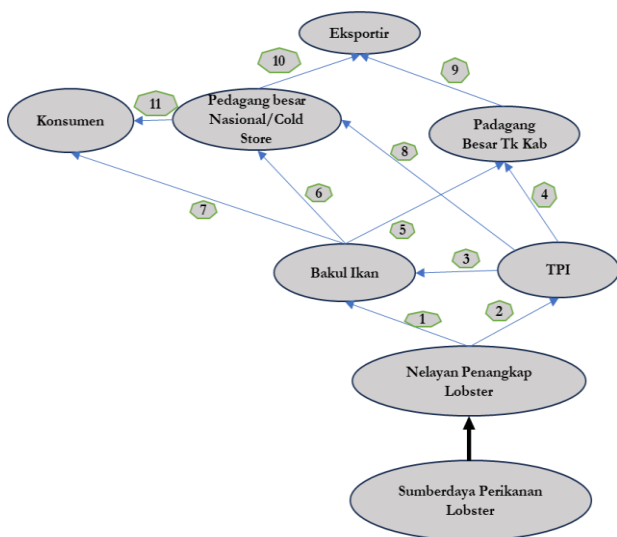 Eksportir
10
9
11
Pedagang besar
Nasional/Cold
Store
Konsumen
Padagang
Besar Tk Kab
8
6
7
5
4
Bakul Ikan
3
TPI
1
2
Nelayan Penangkap
Lobster
Sumberdaya Perikanan
Lobster